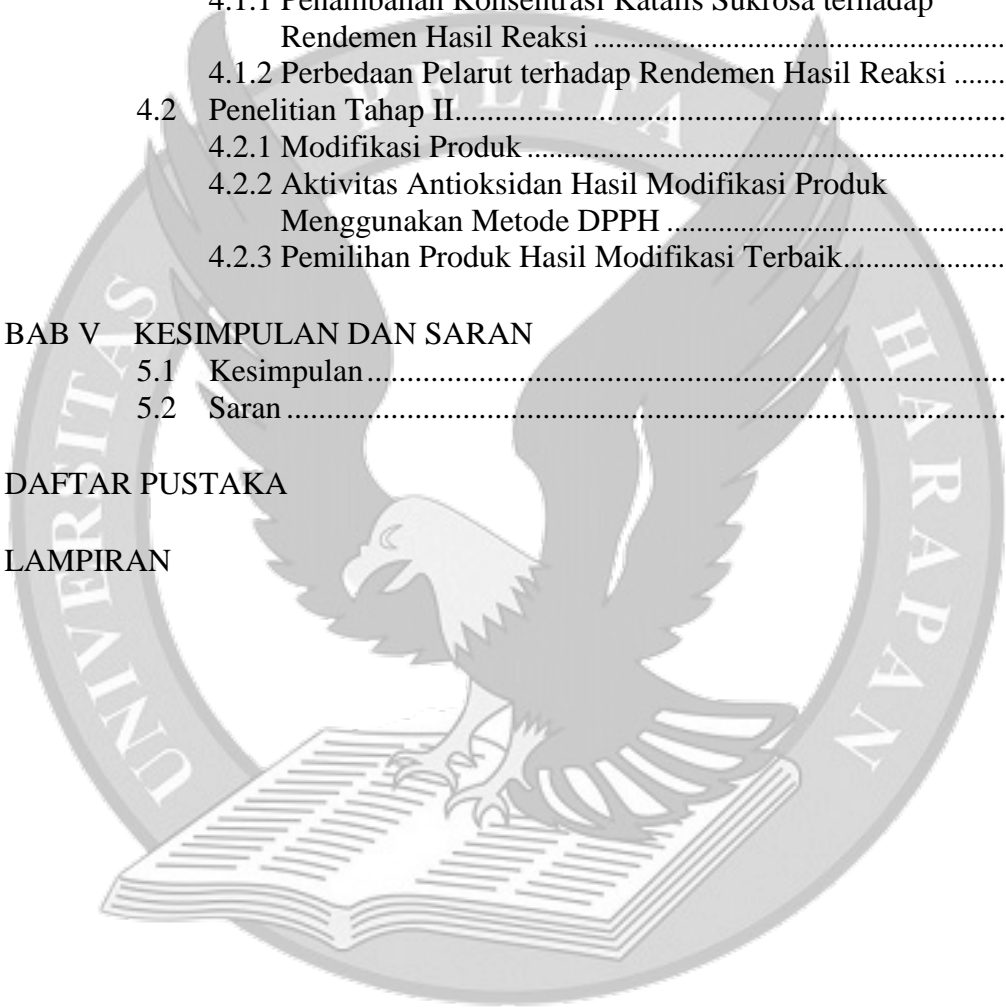 4.1.1 Penambahan Konsentrasi Katalis Sukrosa terhadap
Rendemen Hasil Reaksi ..........................................................
4.1.2 Perbedaan Pelarut terhadap Rendemen Hasil Reaksi .......
4.2 Penelitian Tahap II..............................................................................
4.2.1 Modifikasi Produk ....................................................................
4.2.2 Aktivitas Antioksidan Hasil Modifikasi Produk
Menggunakan Metode DPPH ................................................
4.2.3 Pemilihan Produk Hasil Modifikasi Terbaik.......................
BAB V KESIMPULAN DAN SARAN
5.1 Kesimpulan.........................................................................................
5.2 Saran ...................................................................................................
DAFTAR PUSTAKA
LAMPIRAN
UNIVERSITAS PELITA HARAPAN